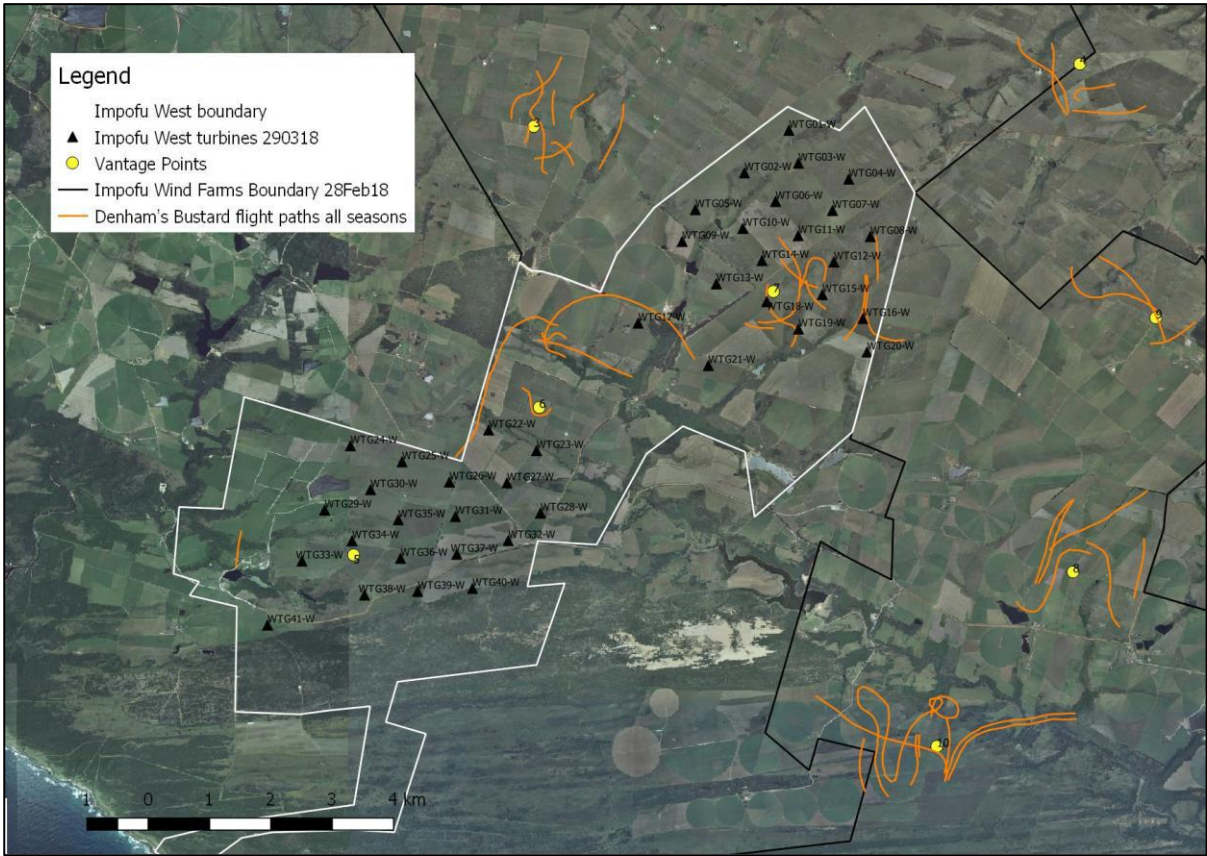 Legend
Impofu West boundary
Impofu West turbines 290318
Vantage Points
Impofu Wind Farms Boundary 28Feb18
Denham's Bustard flight paths all seasons
4
3
WTG01-W
WTG03-W
WTG02-W
WTG04-W
WTG06-W
WTG05-W
WTG07-W
WTG10-W
WTG11-W
WTG08-W
WTG09-W
WTG14-W
WTG12-W
WTG13-W
7
WTG15-W
WTG18-W
WTG16-W
9
WTG17-W
WTG19-W
WTG20-W
WTG21-W
6
WTG22-W
WTG24-W
WTG23-W
WTG25-W
WTG26-W
WTG27-W
WTG30-W
WTG29-W
WTG28-W
WTG35-W
WTG31-W
WTG34-W
WTG32-W
WTG33-W
5
WTG36-W
WTG37-W
8
WTG38-W
WTG39-W
WTG40-W
WTG41-W
10
1 0 1 2 3 4 km